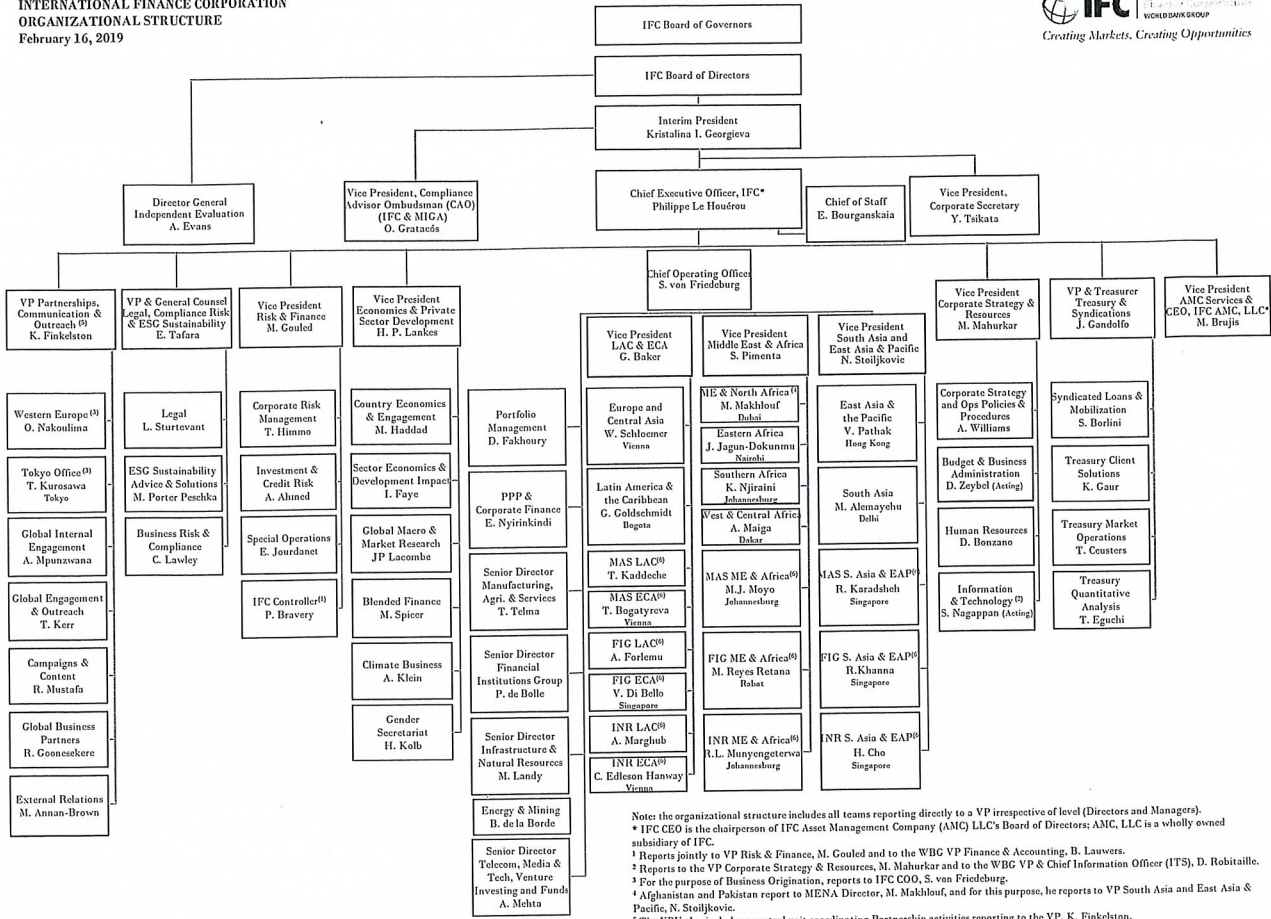 INTERNATIONAL FINANCE CORPORATION
ORGANIZATIONAL STRUCTURE
February 16, 2019
IFC
WORLD BANK GROUP
Creating Markets, Creating Opportunities
IFC Board of Governors
IFC Board of Directors
Interim President
Kristalina I. Georgieva
Director General
Independent Evaluation
A. Evans
Vice President, Compliance
Advisor Ombudsman (CAO)
(IFC & MIGA)
O. Gratacós
Chief Executive Officer, IFC*
Philippe Le Houérou
Chief of Staff
E. Bourganskaia
Vice President,
Corporate Secretary
Y. Tsikata
Chief Operating Officer
S. von Friedeburg
VP Partnerships,
Communication &
Outreach (5)
K. Finkelston
VP & General Counsel
Legal, Compliance Risk
& ESG Sustainability
E. Tafara
Vice President
Risk & Finance
M. Gouled
Vice President
Economics & Private
Sector Development
H. P. Lankes
Vice President
Corporate Strategy &
Resources
M. Mahurkar
VP & Treasurer
Treasury &
Syndications
J. Gandolfo
Vice President
AMC Services &
CEO, IFC AMC, LLC*
M. Brujis
Vice President
LAC & ECA
G. Baker
Vice President
Middle East & Africa
S. Pimenta
Vice President
South Asia and
East Asia & Pacific
N. Stoiljkovic
Western Europe (3)
O. Nakoulima
Tokyo Office (3)
T. Kurosawa
Tokyo
Global Internal
Engagement
A. Mpunzwana
Global Engagement
& Outreach
T. Kerr
Campaigns &
Content
R. Mustafa
Global Business
Partners
R. Goonesekere
External Relations
M. Annan-Brown
Legal
L. Sturtevant
ESG Sustainability
Advice & Solutions
M. Porter Peschka
Business Risk &
Compliance
C. Lawley
Corporate Risk
Management
T. Himmo
Investment &
Credit Risk
A. Ahmed
Special Operations
E. Jourdanet
IFC Controller(1)
P. Bravery
Country Economics
& Engagement
M. Haddad
Sector Economics &
Development Impact
I. Faye
Global Macro &
Market Research
JP Lacombe
Blended Finance
M. Spicer
Climate Business
A. Klein
Gender
Secretariat
H. Kolb
Portfolio
Management
D. Fakhoury
PPP &
Corporate Finance
E. Nyirinkindi
Senior Director
Manufacturing,
Agri. & Services
T. Telma
Senior Director
Financial
Institutions Group
P. de Bolle
Senior Director
Infrastructure &
Natural Resources
M. Landy
Energy & Mining
B. de la Borde
Senior Director
Telecom, Media &
Tech, Venture
Investing and Funds
A. Mehta
Europe and
Central Asia
W. Schloemer
Vienna
Latin America &
the Caribbean
G. Goldschmidt
Bogota
MAS LAC(6)
T. Kaddeche
MAS ECA(6)
T. Bogatyreva
Vienna
FIG LAC(6)
A. Forlemu
FIG ECA(6)
V. Di Bello
Singapore
INR LAC(6)
A. Marghub
INR ECA(6)
C. Edleson Hanway
Vienna
ME & North Africa (4
M. Makhlouf
Dubai
Eastern Africa
J. Jagun-Dokunmu
Nairobi
Southern Africa
K. Njiraini
Johannesburg
West & Central Africa
A. Maiga
Dakar
MAS ME & Africa(6)
M.J. Moyo
Johannesburg
FIG ME & Africa(6)
M. Reyes Retana
Rabat
INR ME & Africa(6)
R.L. Munyengeterwa
Johannesburg
East Asia &
the Pacific
V. Pathak
Hong Kong
South Asia
M. Alemayehu
Delhi
MAS S. Asia & EAP(6
R. Karadsheh
Singapore
FIG S. Asia & EAP(6
R.Khanna
Singapore
INR S. Asia & EAP(6
H. Cho
Singapore
Corporate Strategy
and Ops Policies &
Procedures
A. Williams
Budget & Business
Administration
D. Zeybel (Acting)
Human Resources
D. Bonzano
Information
& Technology (2)
S. Nagappan (Acting)
Syndicated Loans &
Mobilization
S. Borlini
Treasury Client
Solutions
K. Gaur
Treasury Market
Operations
T. Ceusters
Treasury
Quantitative
Analysis
T. Eguchi
Note: the organizational structure includes all teams reporting directly to a VP irrespective of level (Directors and Managers).
* IFC CEO is the chairperson of IFC Asset Management Company (AMC) LLC's Board of Directors; AMC, LLC is a wholly owned
subsidiary of IFC.
1 Reports jointly to VP Risk & Finance, M. Gouled and to the WBG VP Finance & Accounting, B. Lauwers.
2 Reports to the VP Corporate Strategy & Resources, M. Mahurkar and to the WBG VP & Chief Information Officer (ITS), D. Robitaille.
3 For the purpose of Business Origination, reports to IFC COO, S. von Friedeburg.
4 Afghanistan and Pakistan report to MENA Director, M. Makhlouf, and for this purpose, he reports to VP South Asia and East Asia &
Pacific, N. Stoiljkovic.
coordinating Partnership activities reporting to the VP, K. Finkelston.